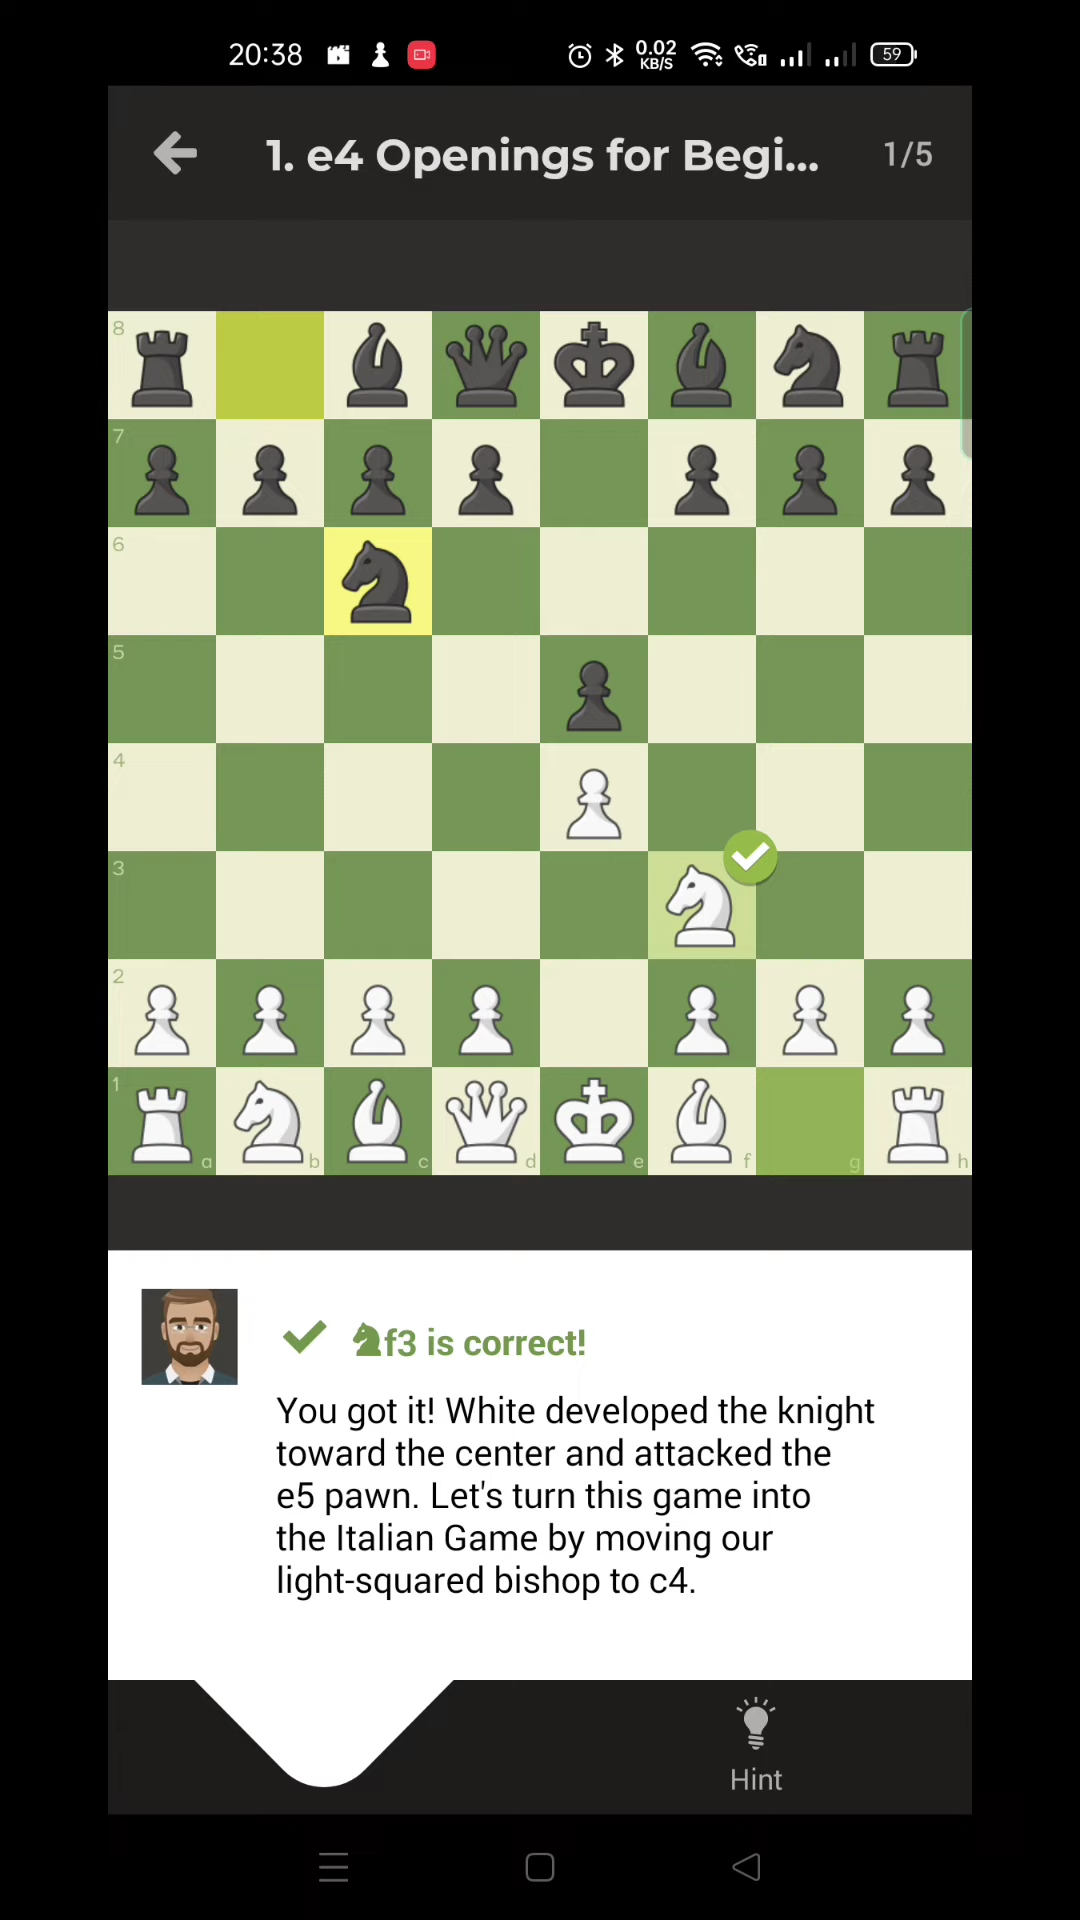 20:38
0.02
KB/S
59
1. e4 Openings for Begi...
1/5
8
7
6
5
4
3
2
1
a b c d e f g h
f3 is correct!
You got it! White developed the knight
toward the center and attacked the
e5 pawn. Let's turn this game into
the Italian Game by moving our
light-squared bishop to c4.
Hint